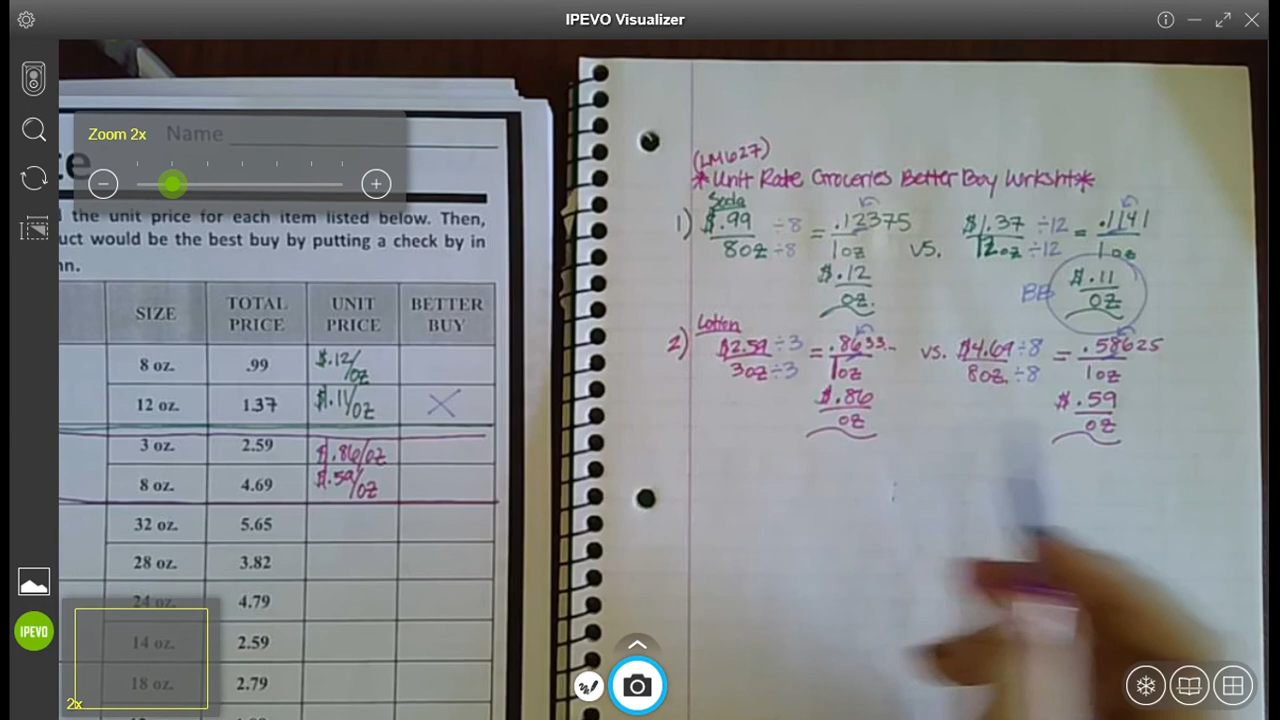 IPEVO Visualizer
Zoom 2x
Name
ce
the unit price for each item listed below. Then,
uct would be the best buy by putting a check by in
nn.
SIZE TOTAL PRICE UNIT PRICE BETTER BUY
8 oz. .99 $.12/oz
12 oz. 1.37 $.11/oz X
3 oz. 2.59 $.86/oz
8 oz. 4.69 $.59/oz
32 oz. 5.65
28 oz. 3.82
24 oz. 4.79
14 oz. 2.59
18 oz. 2.79
2x
IPEVO
(LM627)
*Unit Rate Groceries Better Boy Wrksht*
Soda
1) $.99 ÷8 = .12375 vs. $1.37 ÷12 = .1141
8oz ÷8 1oz 12oz ÷12 1oz
$.12 BB $.11
oz. oz
Lotion
2) $2.59 ÷3 = .8633.. vs. $4.69 ÷8 = .58625
3oz ÷3 1oz 8oz. ÷8 1oz
$.86 $.59
oz oz